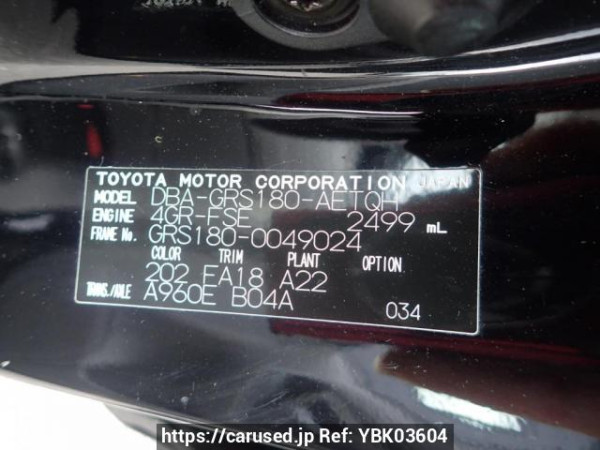 TOYOTA MOTOR CORPORATION JAPAN
MODEL DBA-GRS180-AETQH
ENGINE 4GR-FSE 2499 mL
FRAME No. GRS180-0049024
COLOR TRIM PLANT OPTION
202 FA18 A22
TRANS./AXLE A960E B04A
034
https://carused.jp Ref: YBK03604